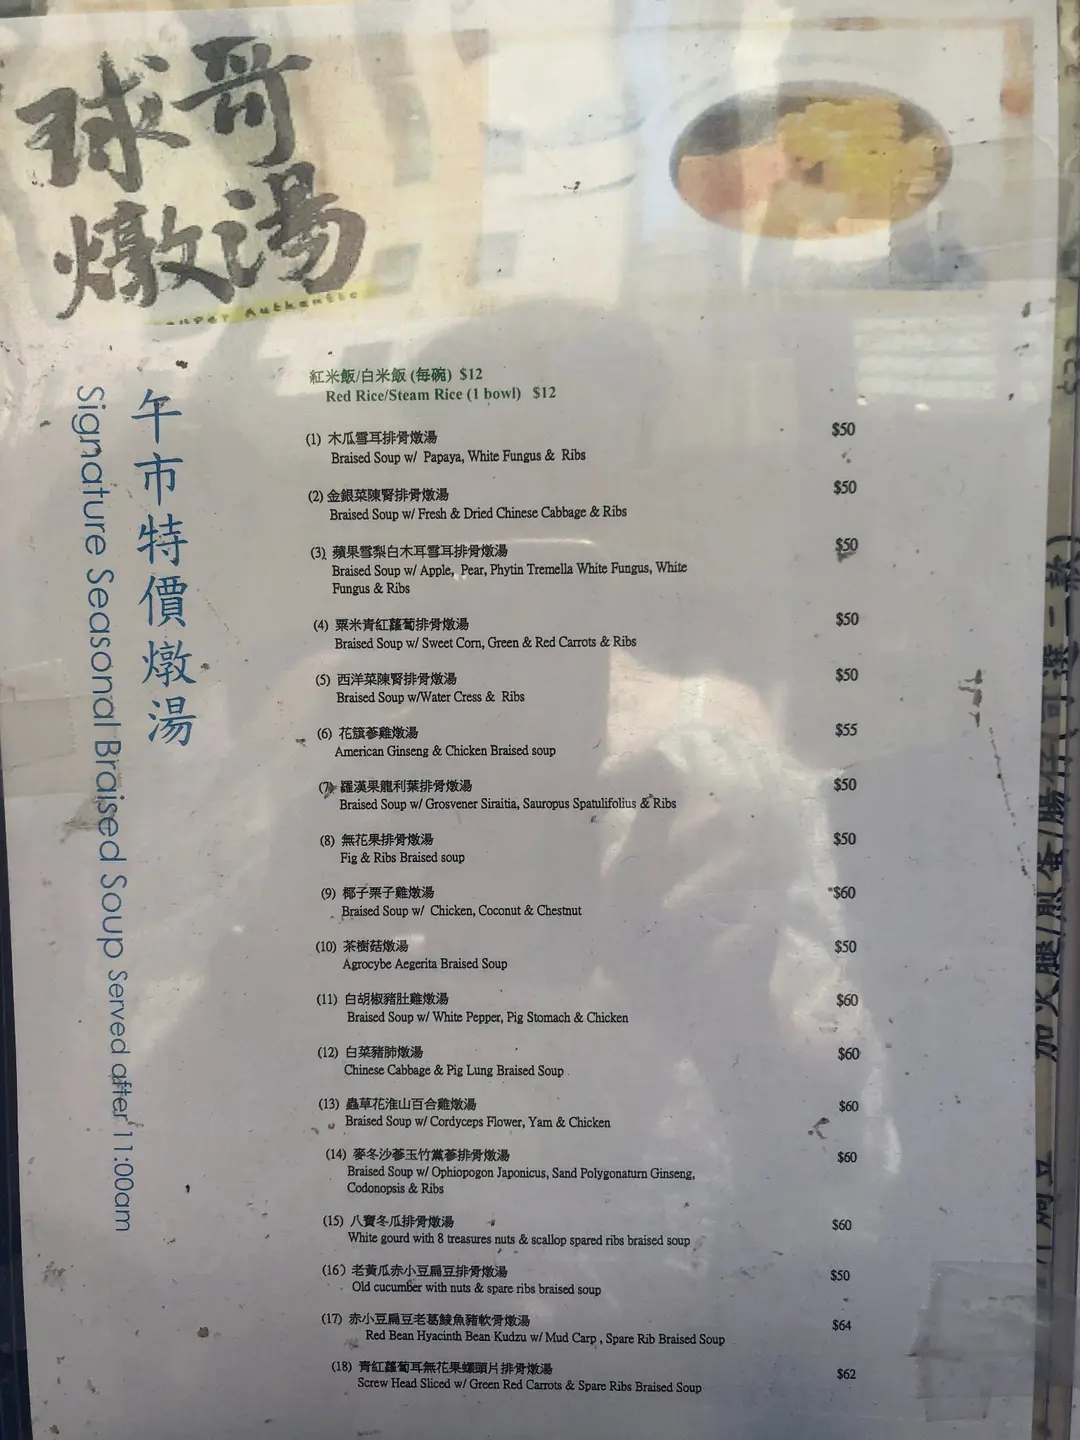 球哥
燉湯
Authentic
午市特價燉湯
Signature Seasonal Braised Soup Served after 11:00am
紅米飯/白米飯 (每碗) $12
Red Rice/Steam Rice (1 bowl) $12
(1) 木瓜雪耳排骨燉湯 $50
Braised Soup w/ Papaya, White Fungus & Ribs
(2) 金銀菜陳腎排骨燉湯 $50
Braised Soup w/ Fresh & Dried Chinese Cabbage & Ribs
(3) 蘋果雪梨白木耳雪耳排骨燉湯 $50
Braised Soup w/ Apple, Pear, Phytin Tremella White Fungus, White
Fungus & Ribs
(4) 粟米青紅蘿蔔排骨燉湯 $50
Braised Soup w/ Sweet Corn, Green & Red Carrots & Ribs
(5) 西洋菜陳腎排骨燉湯 $50
Braised Soup w/Water Cress & Ribs
(6) 花旗蔘雞燉湯 $55
American Ginseng & Chicken Braised soup
(7) 羅漢果龍利葉排骨燉湯 $50
Braised Soup w/ Grosvener Siraitia, Sauropus Spatulifolius & Ribs
(8) 無花果排骨燉湯 $50
Fig & Ribs Braised soup
(9) 椰子栗子雞燉湯 $60
Braised Soup w/ Chicken, Coconut & Chestnut
(10) 茶樹菇燉湯 $50
Agrocybe Aegerita Braised Soup
(11) 白胡椒豬肚雞燉湯 $60
Braised Soup w/ White Pepper, Pig Stomach & Chicken
(12) 白菜豬肺燉湯 $60
Chinese Cabbage & Pig Lung Braised Soup
(13) 蟲草花淮山百合雞燉湯 $60
Braised Soup w/ Cordyceps Flower, Yam & Chicken
(14) 麥冬沙蔘玉竹黨蔘排骨燉湯 $60
Braised Soup w/ Ophiopogon Japonicus, Sand Polygonaturn Ginseng,
Codonopsis & Ribs
(15) 八寶冬瓜排骨燉湯 $60
White gourd with 8 treasures nuts & scallop spared ribs braised soup
(16) 老黃瓜赤小豆扁豆排骨燉湯 $50
Old cucumber with nuts & spare ribs braised soup
(17) 赤小豆扁豆老葛鯪魚豬軟骨燉湯 $64
Red Bean Hyacinth Bean Kudzu w/ Mud Carp , Spare Rib Braised Soup
(18) 青紅蘿蔔耳無花果螺頭片排骨燉湯 $62
Screw Head Sliced w/ Green Red Carrots & Spare Ribs Braised Soup
加火腿/煎蛋/腸仔